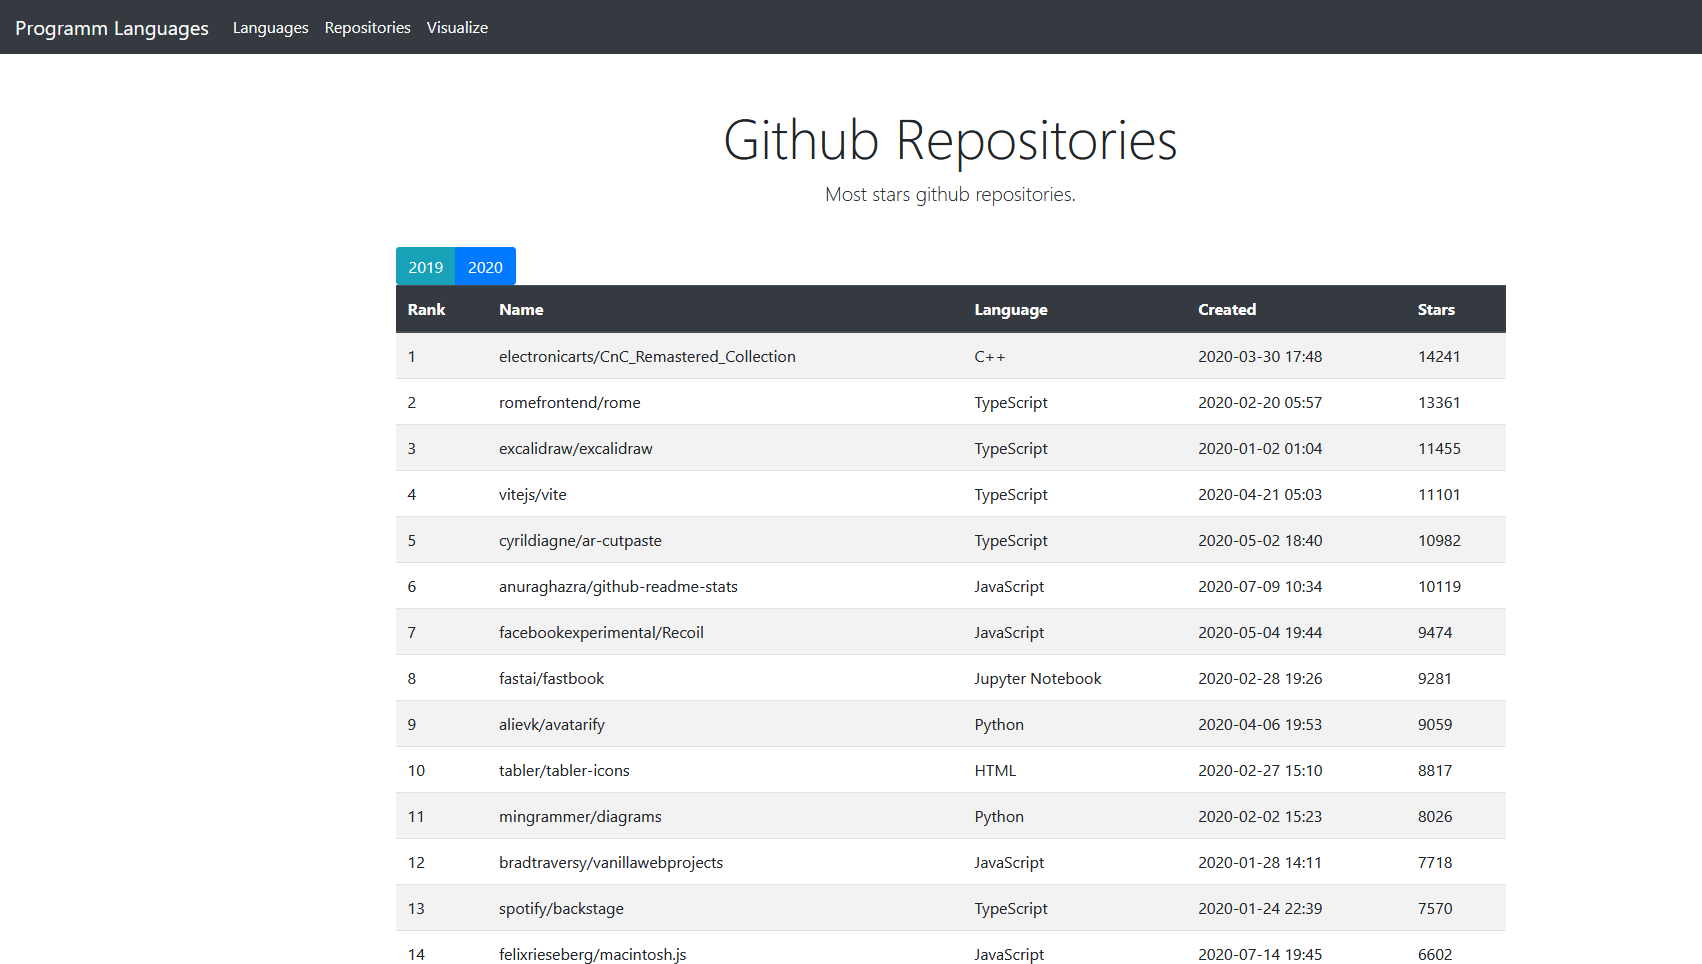 Programm Languages Languages Repositories Visualize
Github Repositories
Most stars github repositories.
2019 2020
Rank Name Language Created Stars
1 electronicarts/CnC_Remastered_Collection C++ 2020-03-30 17:48 14241
2 romefrontend/rome TypeScript 2020-02-20 05:57 13361
3 excalidraw/excalidraw TypeScript 2020-01-02 01:04 11455
4 vitejs/vite TypeScript 2020-04-21 05:03 11101
5 cyrildiagne/ar-cutpaste TypeScript 2020-05-02 18:40 10982
6 anuraghazra/github-readme-stats JavaScript 2020-07-09 10:34 10119
7 facebookexperimental/Recoil JavaScript 2020-05-04 19:44 9474
8 fastai/fastbook Jupyter Notebook 2020-02-28 19:26 9281
9 alievk/avatarify Python 2020-04-06 19:53 9059
10 tabler/tabler-icons HTML 2020-02-27 15:10 8817
11 mingrammer/diagrams Python 2020-02-02 15:23 8026
12 bradtraversy/vanillawebprojects JavaScript 2020-01-28 14:11 7718
13 spotify/backstage TypeScript 2020-01-24 22:39 7570
14 felixrieseberg/macintosh.js JavaScript 2020-07-14 19:45 6602